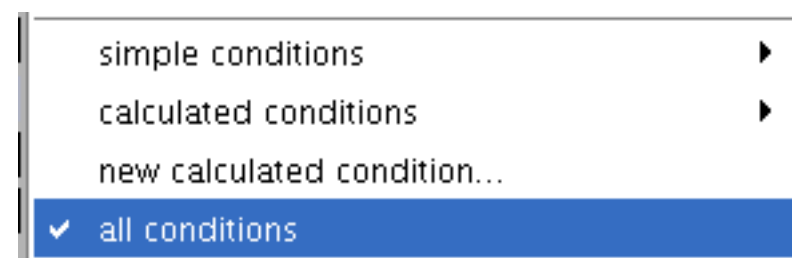 simple conditions
calculated conditions
new calculated condition...
all conditions